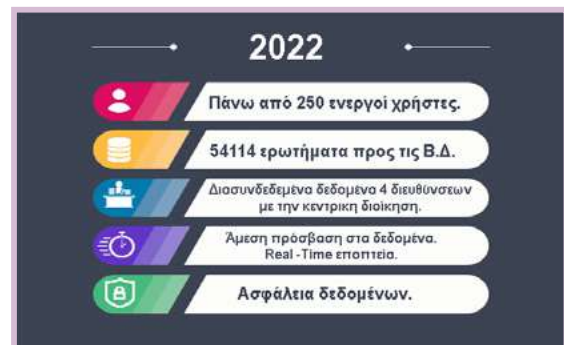 2022
Πάνω από 250 ενεργοί χρήστες.
54114 ερωτήματα προς τις Β.Δ.
Διασυνδεδεμένα δεδομένα 4 διευθύνσεων
με την κεντρικη διοίκηση.
Άμεση πρόσβαση στα δεδομένα.
Real -Time εποπτεία.
Ασφάλεια δεδομένων.